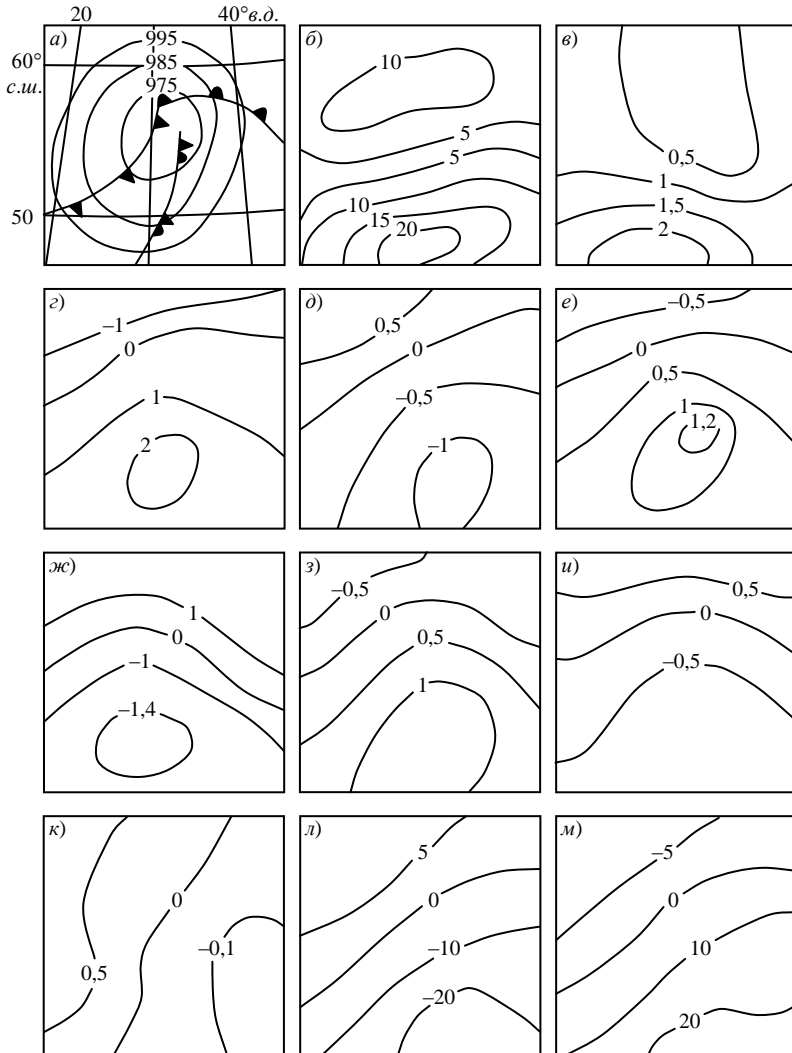 20 40°в.д.
а) 995 б) в)
60° 985 10
с.ш. 975
5 0,5
5 1
50 10 1,5
15 2
20
г) д) е) –0,5
–1 0,5 0
0 0 0,5
1 –0,5 1
2 –1 1,2
ж) з) и)
1 –0,5 0,5
0 0 0
–1 0,5 –0,5
–1,4 1
к) л) м)
0 5 –5
–0,1 0 0
0,5 –10 10
–20 20